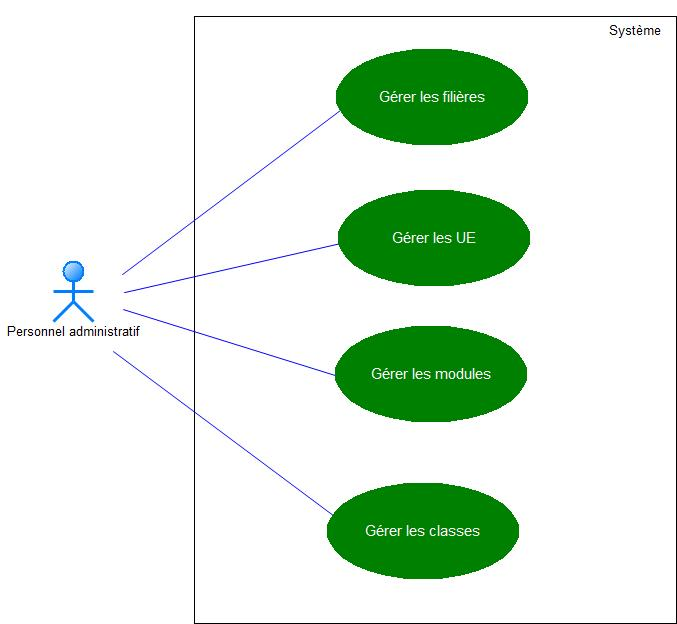 Système
Gérer les filières
Gérer les UE
Personnel administratif
Gérer les modules
Gérer les classes